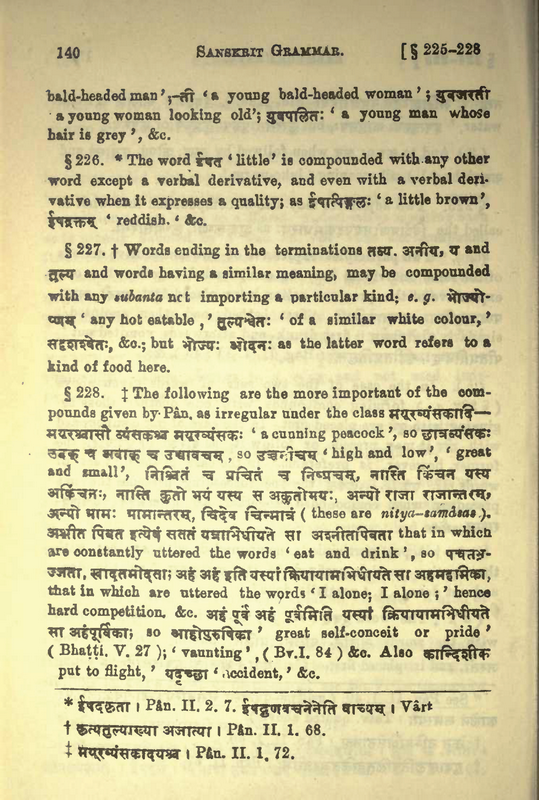 140 SANSKRIT GRAMMAR. [ § 225-228
bald-headed man’;–ती ‘a young bald-headed woman’; युवजरती
a young woman looking old’; युवपलितः ‘ a young man whose
hair is grey’, &c.
§ 226. * The word ईषत ‘little’ is compounded with any other
word except a verbal derivative, and even with a verbal deri-
vative when it expresses a quality; as ईषत्पिङ्गलः ‘a little brown’,
ईषद्रक्तम् ‘ reddish. ‘ &c.
§ 227. † Words ending in the terminations तव्य. अनीय, य and
तुल्य and words having a similar meaning, may be compounded
with any subanta not importing a particular kind; e. g. भोज्यो-
ष्णम् ‘ any hot eatable ,’ तुल्यश्वेतः ‘ of a similar white colour,’
सदृशश्वेतः, &c.; but भोज्यः ओदनः as the latter word refers to a
kind of food here.
§ 228. ‡ The following are the more important of the com-
pounds given by Pân. as irregular under the class मयूरव्यंसकादि—
मयूरश्चासौ व्यंसकश्च मयूरव्यंसकः ‘a cunning peacock’, so छात्रव्यंसकः
उदक् च अवाक् च उच्चावचम् , so उच्चनीचम् ‘high and low’, ‘ great
and small’, निश्चितं च प्रचितं च निष्प्रचम्, नास्ति किंचन यस्य
अकिंचनः, नास्ति कुतो भयं यस्य स अकुतोभयः, अन्यो राजा राजान्तरम्,
अन्यो ग्रामः ग्रामान्तरम्, चिदेव चिन्मात्रं ( these are nitya-samâsas ).
अश्नीत पिबत इत्येवं सततं यत्राभिधीयते सा अश्नीतपिबता that in which
are constantly uttered the words ‘eat and drink’, so पचतभृ-
ज्जता, खादतमोदता; अहं अहं इति यस्यां क्रियायामभिधीयते सा अहमहमिका,
that in which are uttered the words ‘I alone; I alone ;’ hence
hard competition. &c. अहं पूर्वं अहं पूर्वमिति यस्यां क्रियायामभिधीयते
सा अहंपूर्विका; so आहोपुरुषिका ’ great self-conceit or pride’
( Bhaṭṭi. V. 27 ); ‘ vaunting’ , ( Bv. I. 84 ) &c. Also कान्दिशीक
put to flight,’ यदृच्छा ‘accident,’ &c.
* ईषदकृता । Pân. II. 2. 7. ईषद्गुणवचनेनेति वाच्यम् । Vârt
† कृत्यतुल्याख्या अजात्या । Pân. II. 1. 68.
‡ मयूरव्यंसकादयश्च । Pân. II. 1. 72.